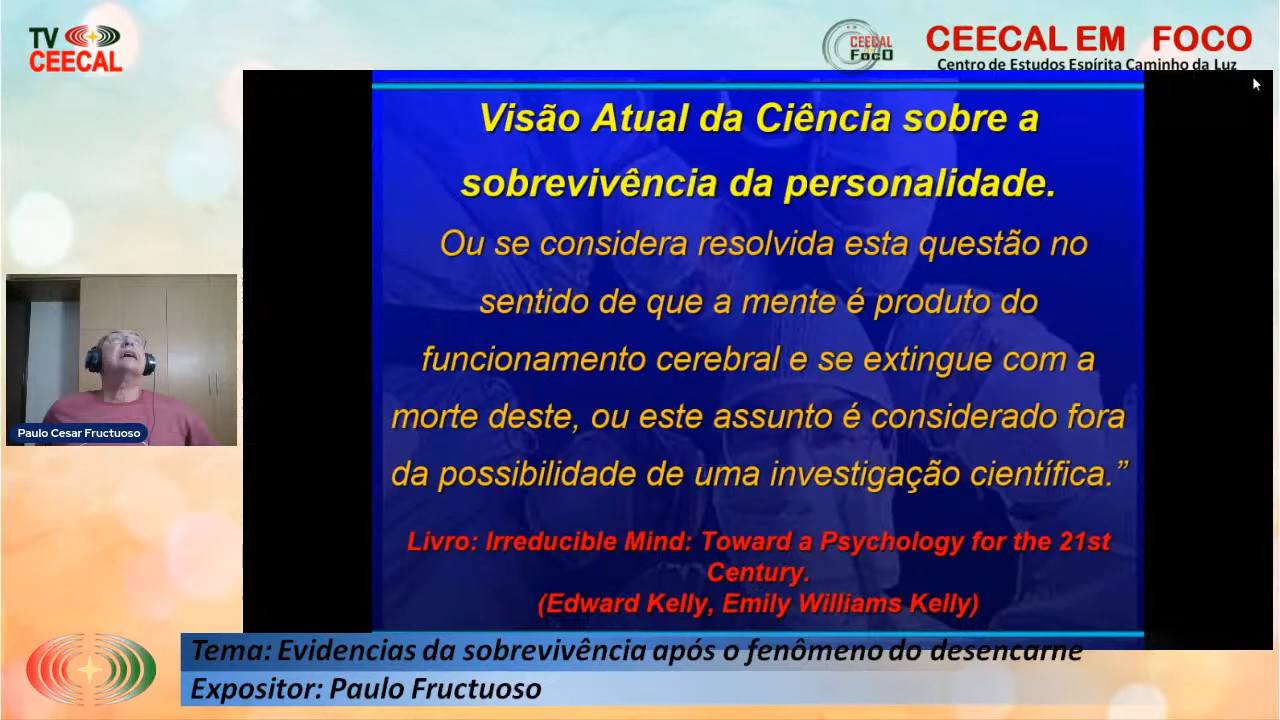 TV
CEECAL
CEECAL
FocO
CEECAL EM FOCO
Centro de Estudos Espírita Caminho da Luz
Visão Atual da Ciência sobre a
sobrevivência da personalidade.
Ou se considera resolvida esta questão no
sentido de que a mente é produto do
funcionamento cerebral e se extingue com a
morte deste, ou este assunto é considerado fora
da possibilidade de uma investigação científica.”
Livro: Irreducible Mind: Toward a Psychology for the 21st
Century.
(Edward Kelly, Emily Williams Kelly)
Paulo Cesar Fructuoso
Tema: Evidencias da sobrevivência após o fenômeno do desencarne
Expositor: Paulo Fructuoso